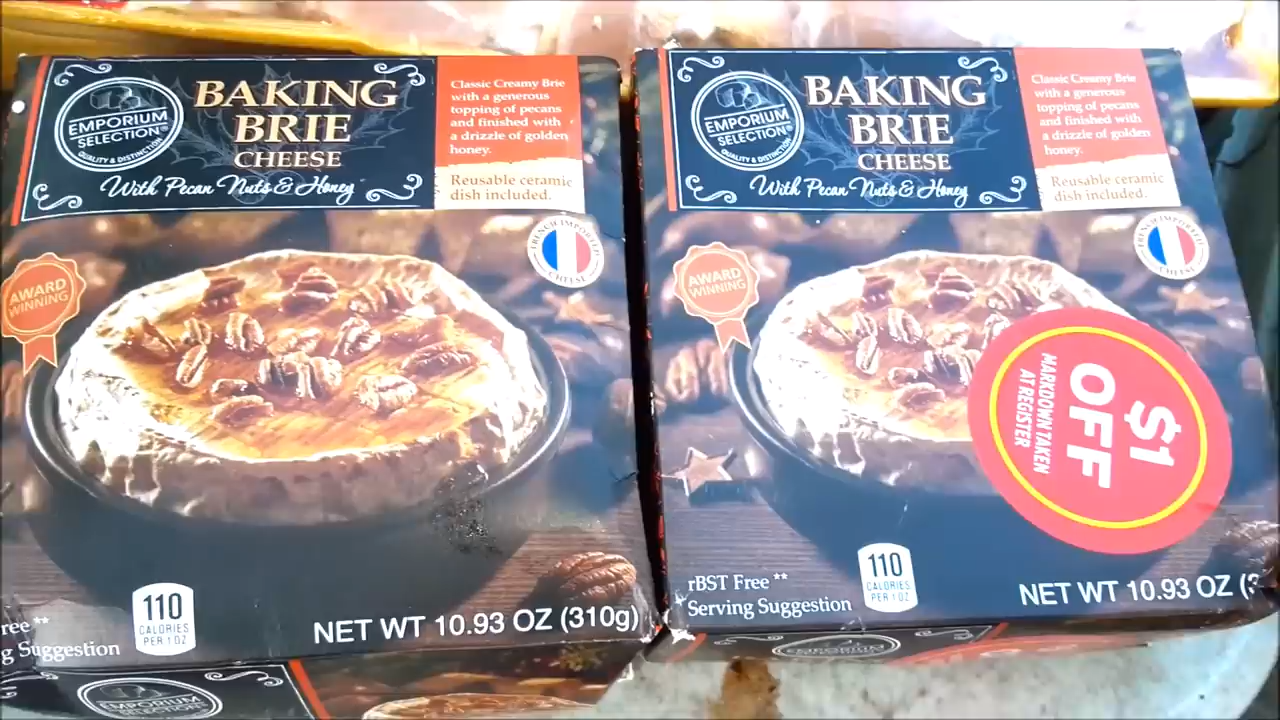 EMPORIUM
SELECTION®
QUALITY & DISTINCTION
BAKING
BRIE
CHEESE
With Pecan Nuts & Honey
Classic Creamy Brie
with a generous
topping of pecans
and finished with
a drizzle of golden
honey.
Reusable ceramic
dish included.
FRENCH IMPORTED
CHEESE
AWARD
WINNING
110
CALORIES
PER 1 OZ
ree **
g Suggestion
NET WT 10.93 OZ (310g)
EMPORIUM
SELECTION
EMPORIUM
SELECTION®
QUALITY & DISTINCTION
BAKING
BRIE
CHEESE
With Pecan Nuts & Honey
Classic Creamy Brie
with a generous
topping of pecans
and finished with
a drizzle of golden
honey.
Reusable ceramic
dish included.
FRENCH IMPORTED
CHEESE
AWARD
WINNING
$1
OFF
MARKDOWN TAKEN
AT REGISTER
rBST Free **
Serving Suggestion
110
CALORIES
PER 1 OZ
NET WT 10.93 OZ (3
EMPORIUM